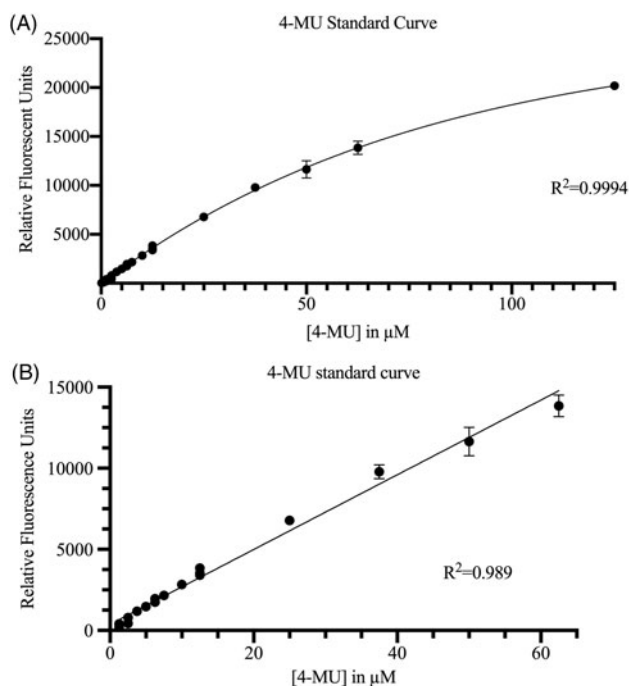 (A)
4-MU Standard Curve
Relative Fluorescent Units
25000
20000
15000
10000
5000
R²=0.9994
0
50
100
[4-MU] in µM
(B)
4-MU standard curve
Relative Fluorescence Units
15000
10000
5000
0
R²=0.989
0
20
40
60
[4-MU] in µM